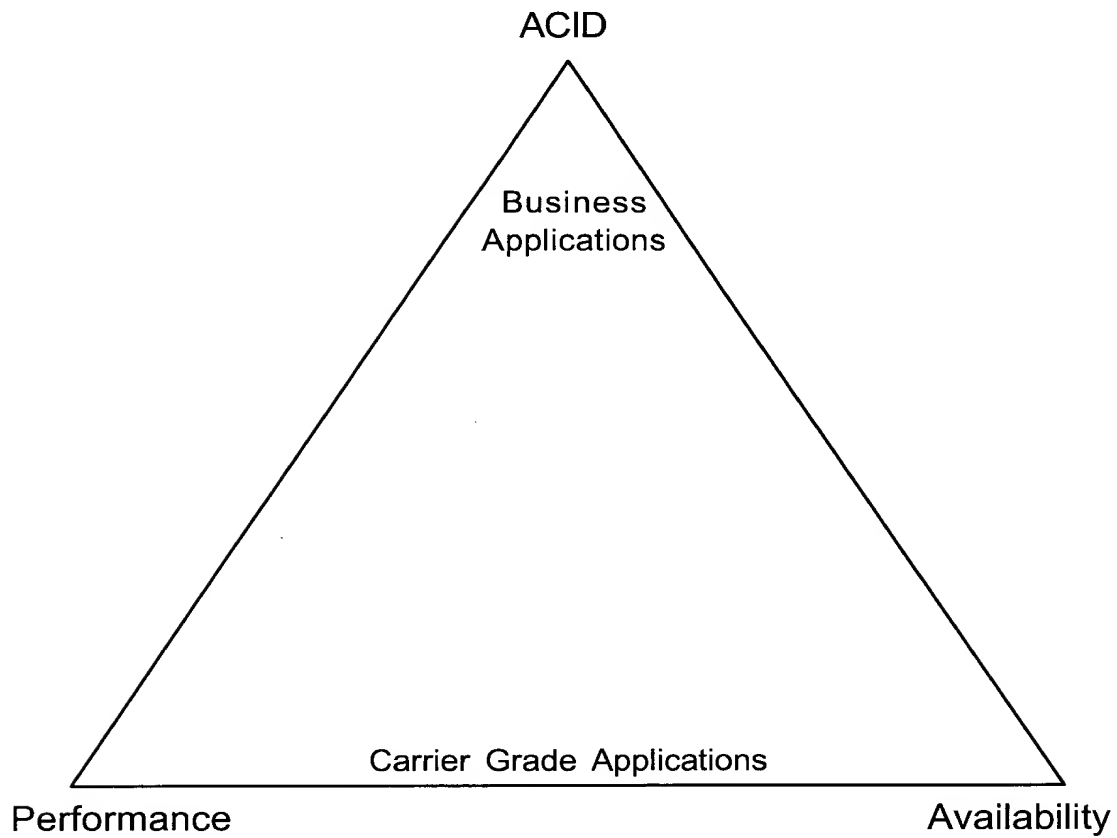 ACID
Business
Applications
Carrier Grade Applications
Performance
Availability